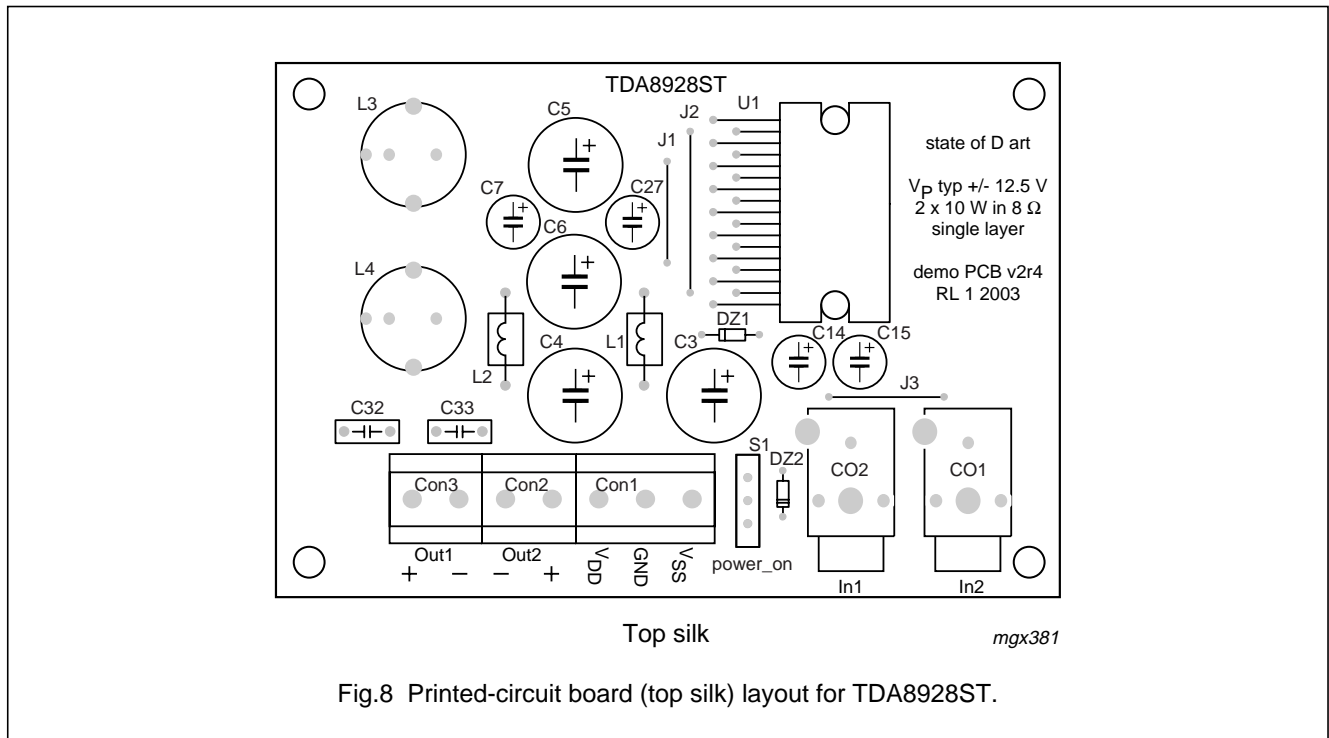 TDA8928ST
L3
C5
U1
J2
J1
state of D art
C7
C27
VP typ +/- 12.5 V
2 x 10 W in 8 Ω
single layer
C6
L4
demo PCB v2r4
RL 1 2003
DZ1
C14
C15
C4
L1
C3
L2
J3
C32
C33
S1
DZ2
CO2
CO1
Con3
Con2
Con1
Out1
Out2
+
−
−
+
VDD
GND
VSS
power_on
In1
In2
Top silk
mgx381
Fig.8 Printed-circuit board (top silk) layout for TDA8928ST.